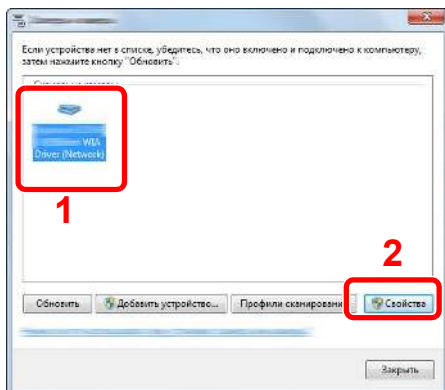 Если устройства нет в списке, убедитесь, что оно включено и подключено к компьютеру,
затем нажмите кнопку "Обновить".
WIA
Driver (Network)
1
2
Обновить
Добавить устройство...
Профили сканирования
Свойства
Закрыть